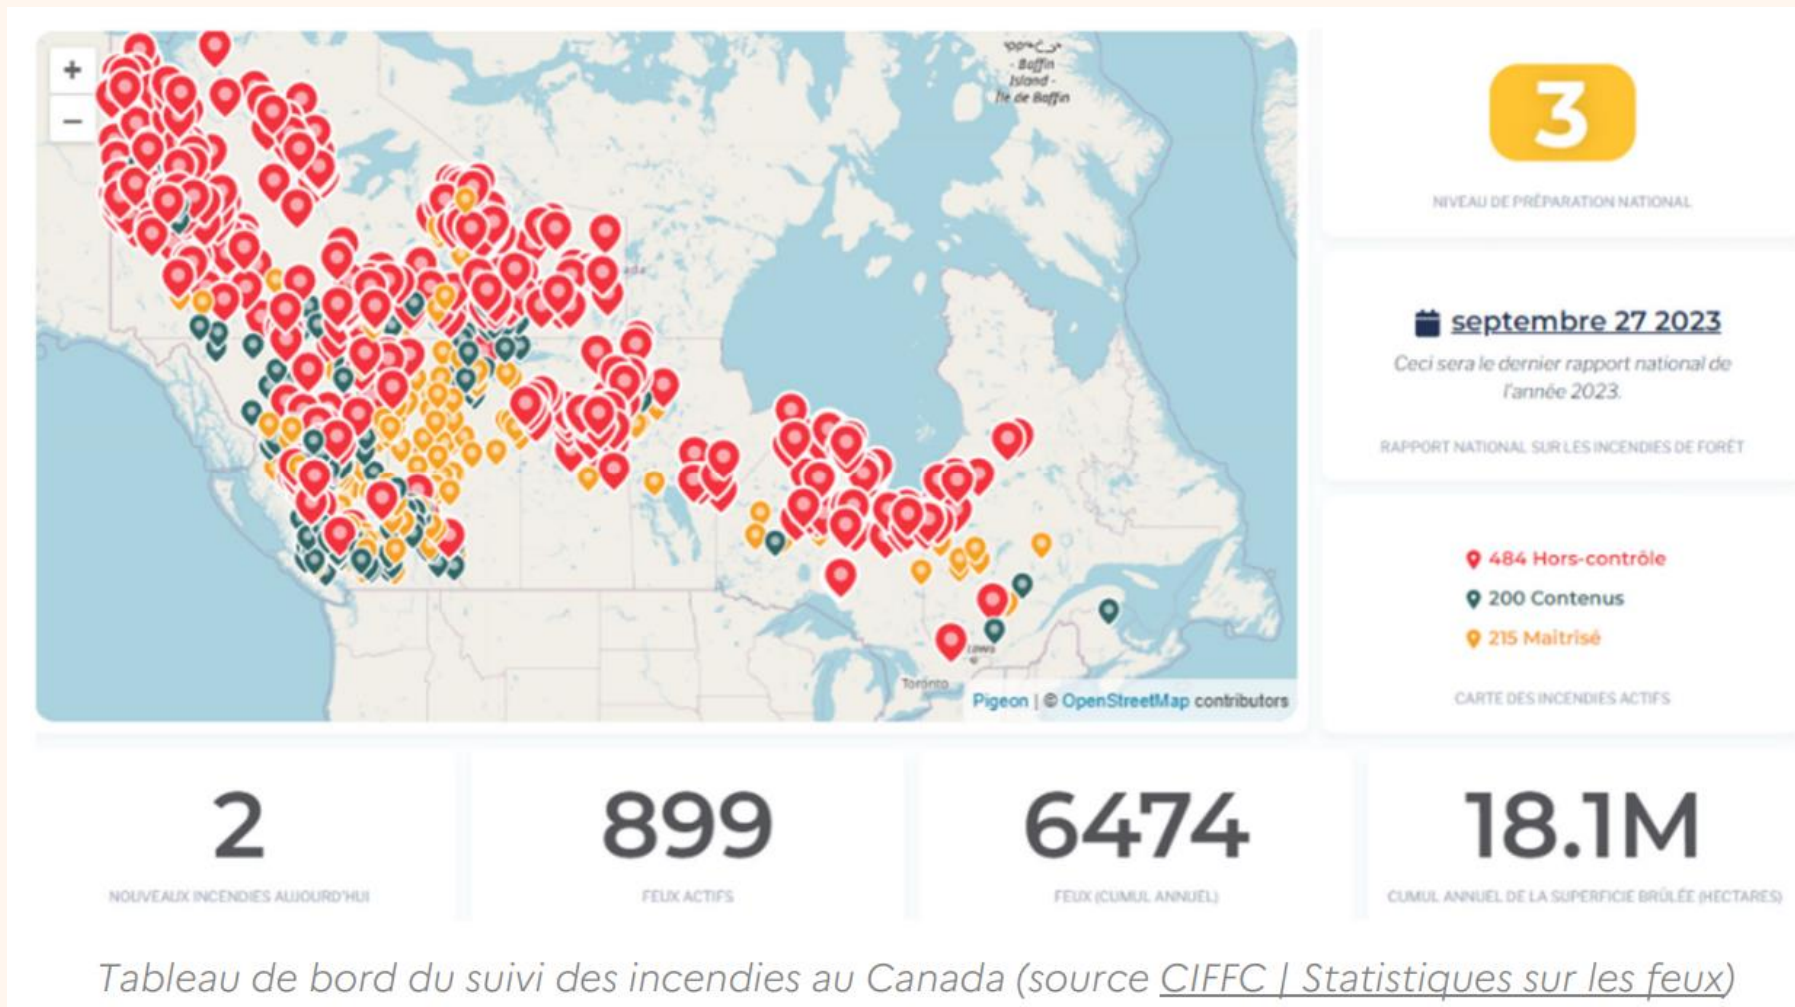 +
−
- Baffin
Island -
Île de Baffin
Toronto
Pigeon | © OpenStreetMap contributors
3
NIVEAU DE PRÉPARATION NATIONAL
septembre 27 2023
Ceci sera le dernier rapport national de
l'année 2023.
RAPPORT NATIONAL SUR LES INCENDIES DE FORÊT
484 Hors-contrôle
200 Contenus
215 Maitrisé
CARTE DES INCENDIES ACTIFS
2
NOUVEAUX INCENDIES AUJOURD'HUI
899
FEUX ACTIFS
6474
FEUX (CUMUL ANNUEL)
18.1M
CUMUL ANNUEL DE LA SUPERFICIE BRÛLÉE (HECTARES)
Tableau de bord du suivi des incendies au Canada (source CIFFC | Statistiques sur les feux)